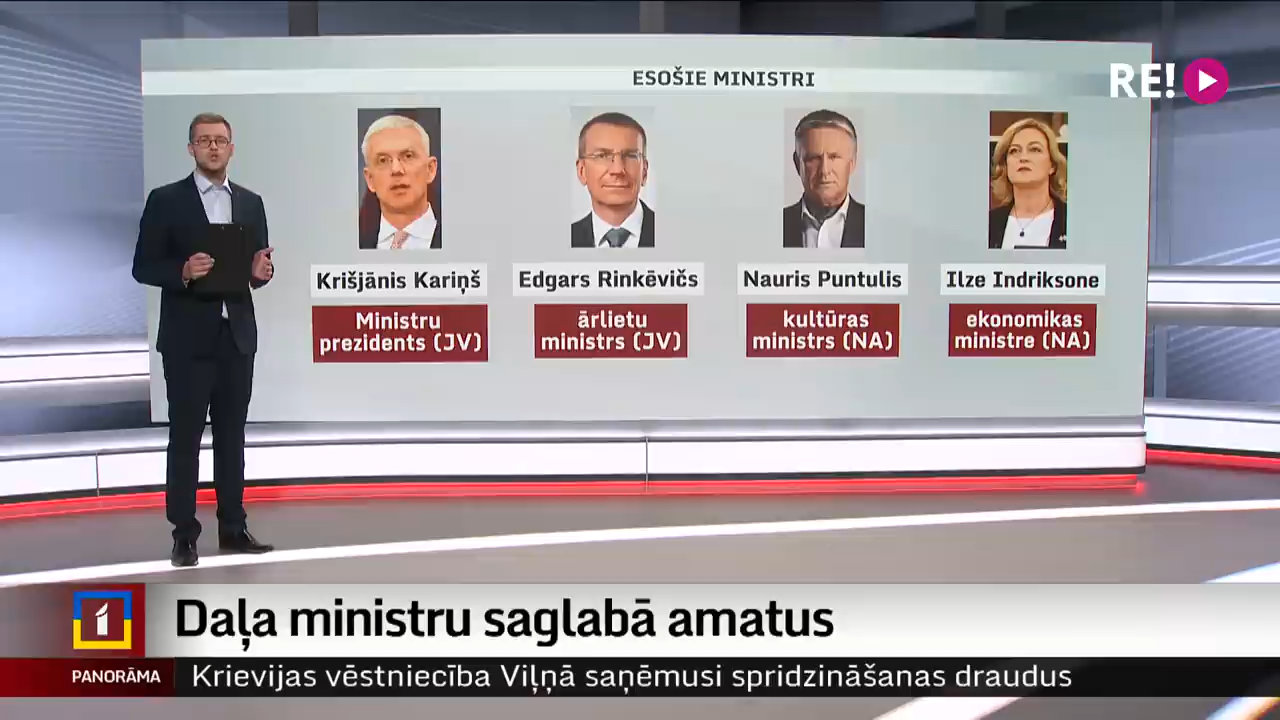 ESOŠIE MINISTRI
RE!
Krišjānis Kariņš
Edgars Rinkēvičs
Nauris Puntulis
Ilze Indriksone
Ministru
prezidents (JV)
ārlietu
ministrs (JV)
kultūras
ministrs (NA)
ekonomikas
ministre (NA)
1
Daļa ministru saglabā amatus
PANORĀMA
Krievijas vēstniecība Viļņā saņēmusi spridzināšanas draudus